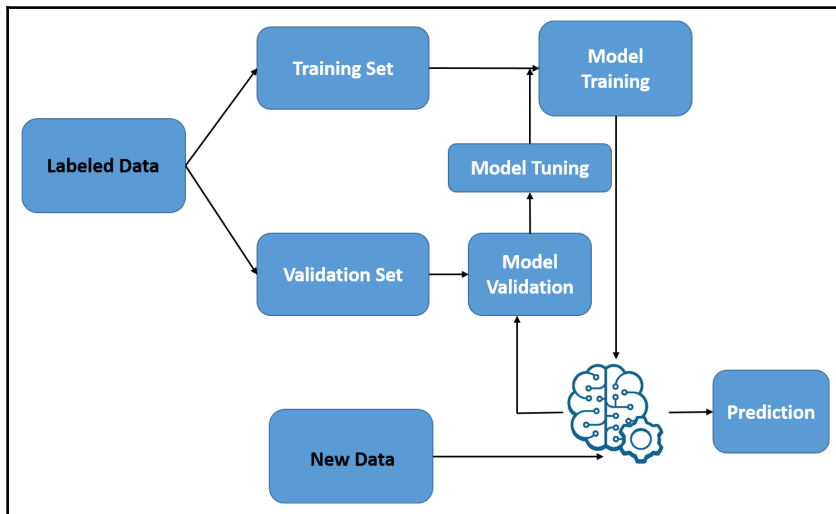 Training Set
Model
Training
Labeled Data
Model Tuning
Validation Set
Model
Validation
New Data
Prediction